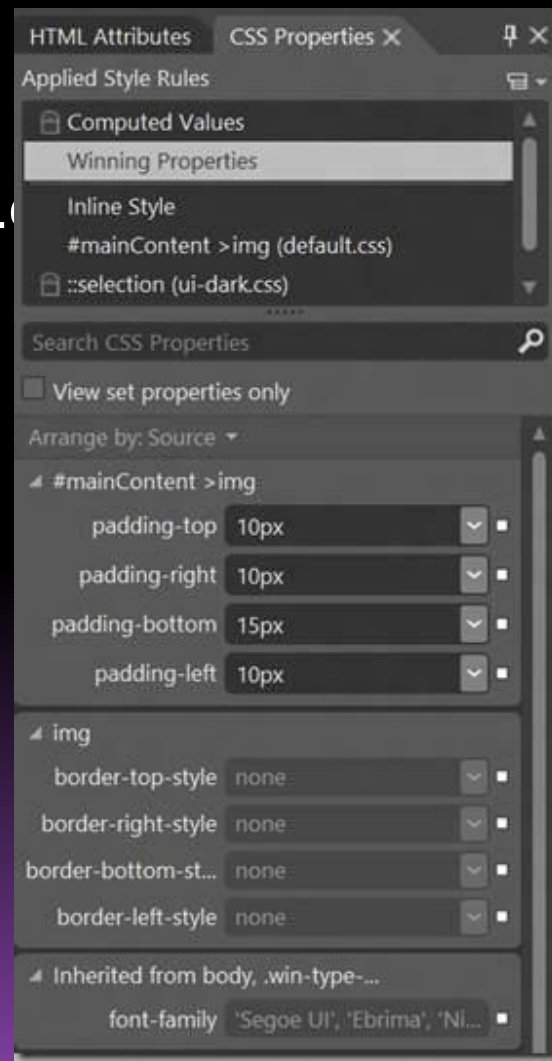 HTML Attributes CSS Properties
Applied Style Rules
Computed Values
Winning Properties
Inline Style
#mainContent >img (default.css)
::selection (ui-dark.css)
Search CSS Properties
View set properties only
Arrange by: Source
#mainContent >img
padding-top 10px
padding-right 10px
padding-bottom 15px
padding-left 10px
img
border-top-style none
border-right-style none
border-bottom-st... none
border-left-style none
Inherited from body, .win-type-...
font-family 'Segoe UI', 'Ebrima', 'Ni...